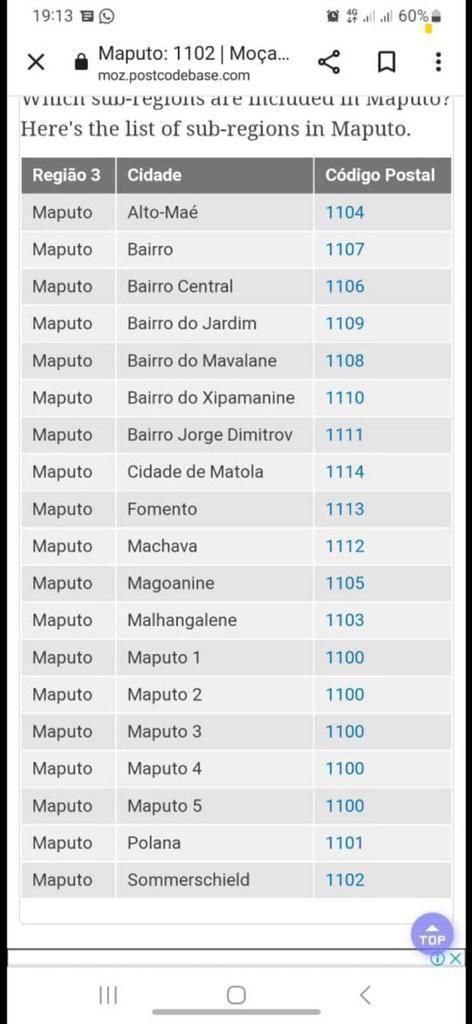 19:13 4G 60%
Maputo: 1102 | Moça...
moz.postcodebase.com
Which sub-regions are included in Maputo?
Here's the list of sub-regions in Maputo.
Região 3 Cidade Código Postal
Maputo Alto-Maé 1104
Maputo Bairro 1107
Maputo Bairro Central 1106
Maputo Bairro do Jardim 1109
Maputo Bairro do Mavalane 1108
Maputo Bairro do Xipamanine 1110
Maputo Bairro Jorge Dimitrov 1111
Maputo Cidade de Matola 1114
Maputo Fomento 1113
Maputo Machava 1112
Maputo Magoanine 1105
Maputo Malhangalene 1103
Maputo Maputo 1 1100
Maputo Maputo 2 1100
Maputo Maputo 3 1100
Maputo Maputo 4 1100
Maputo Maputo 5 1100
Maputo Polana 1101
Maputo Sommerschield 1102
TOP